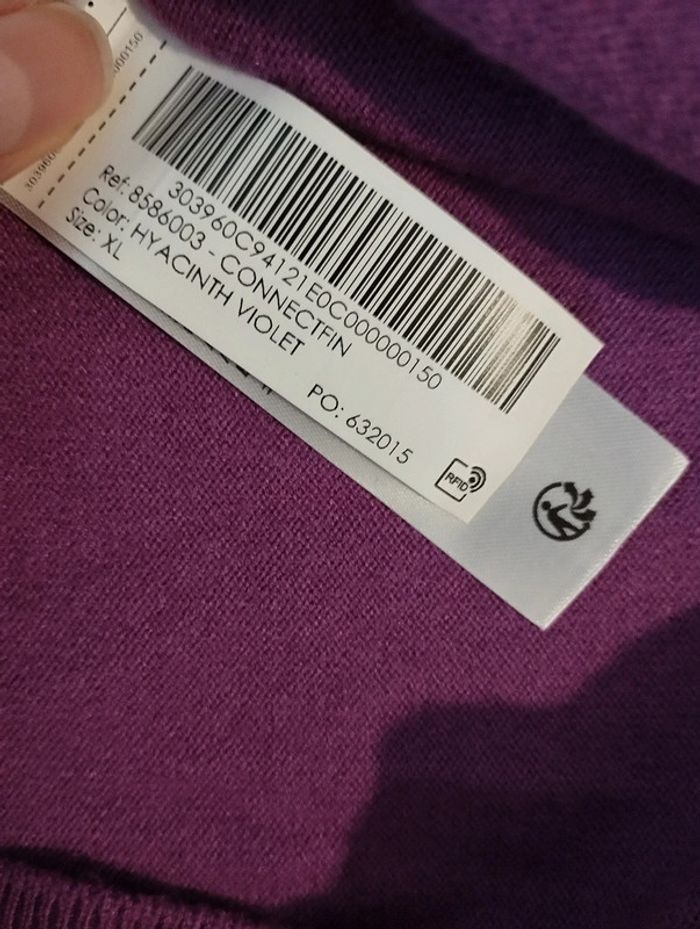 303960C94121E0C000000150
Ref: 8586003 - CONNECTFIN
Color: HYACINTH VIOLET
Size: XL
PO: 632015
RFID